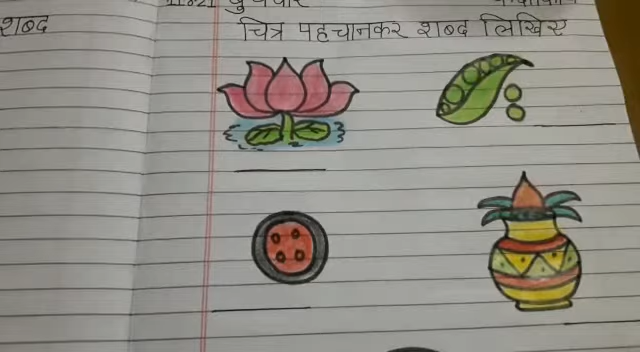 शब्द
चित्र पहचानकर शब्द लिखिए